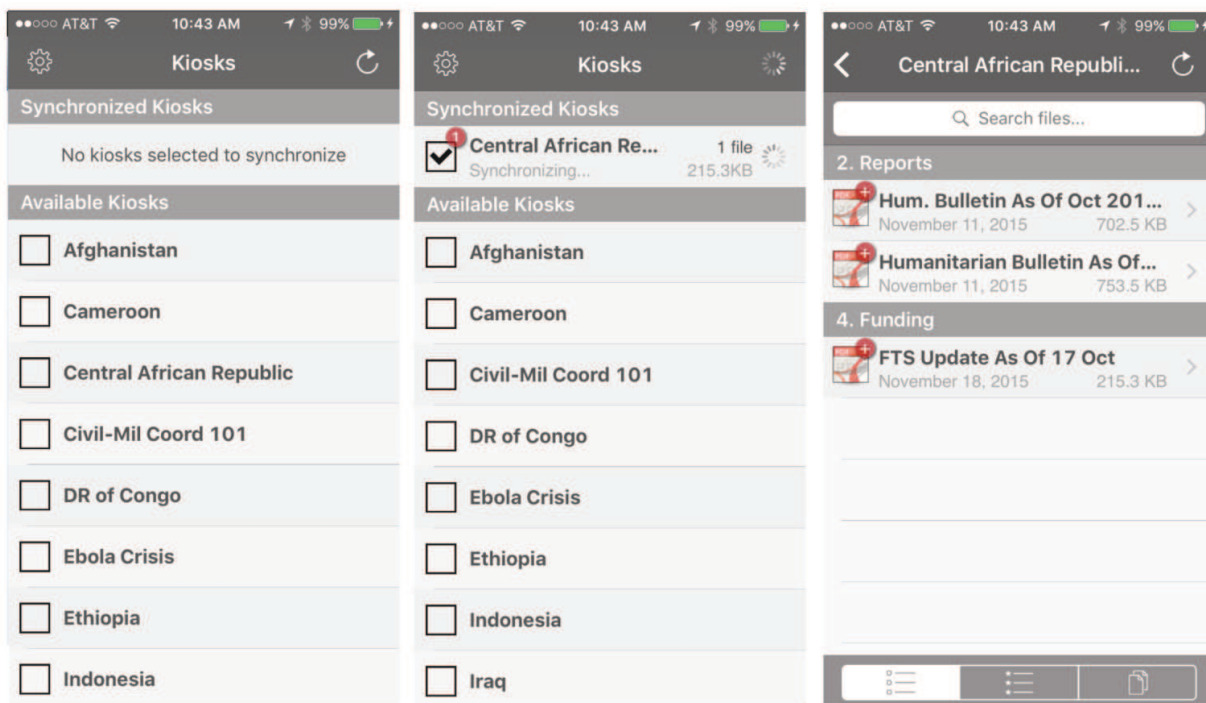 AT&T 10:43 AM 99%
Kiosks
Synchronized Kiosks
No kiosks selected to synchronize
Available Kiosks
Afghanistan
Cameroon
Central African Republic
Civil-Mil Coord 101
DR of Congo
Ebola Crisis
Ethiopia
Indonesia
AT&T 10:43 AM 99%
Kiosks
Synchronized Kiosks
1
Central African Re... 1 file
Synchronizing... 215.3KB
Available Kiosks
Afghanistan
Cameroon
Civil-Mil Coord 101
DR of Congo
Ebola Crisis
Ethiopia
Indonesia
Iraq
AT&T 10:43 AM 99%
Central African Republi...
Search files...
2. Reports
Hum. Bulletin As Of Oct 201...
November 11, 2015 702.5 KB
Humanitarian Bulletin As Of...
November 11, 2015 753.5 KB
4. Funding
FTS Update As Of 17 Oct
November 18, 2015 215.3 KB